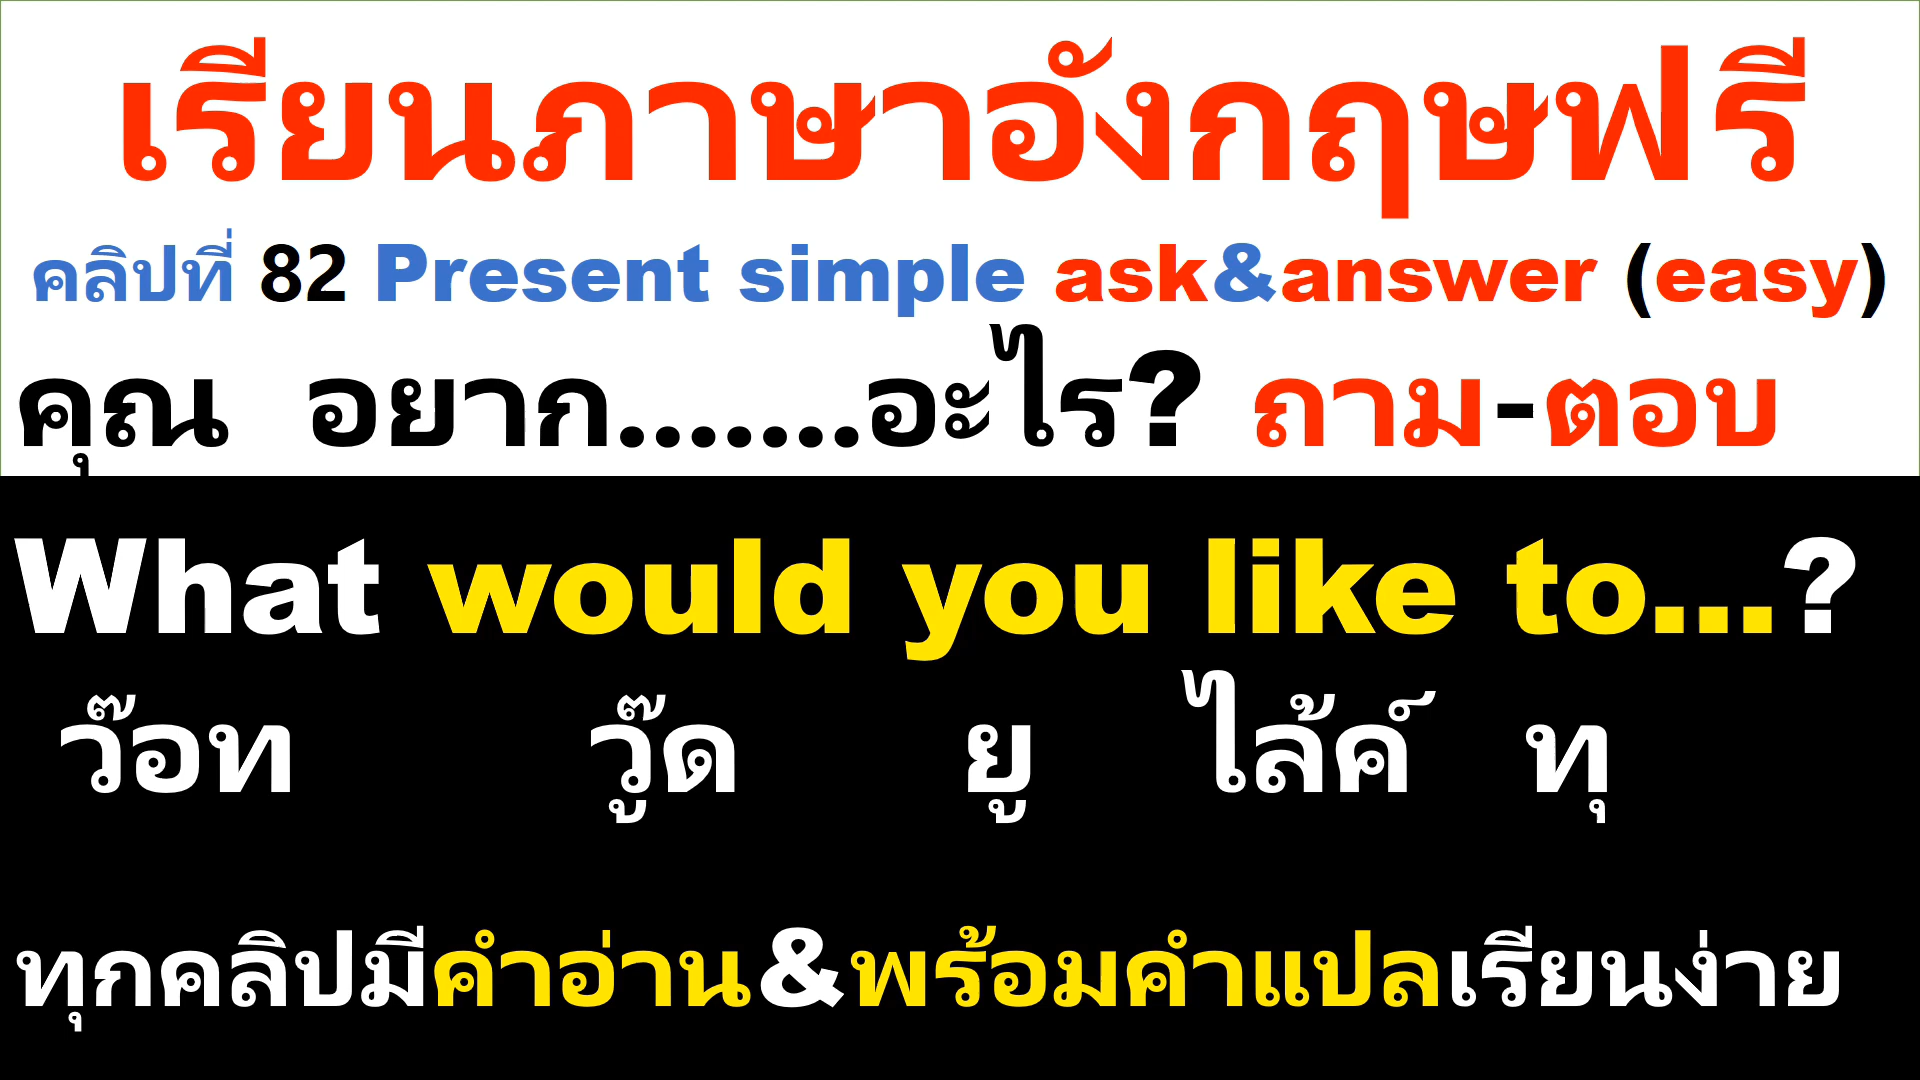 เรียนภาษาอังกฤษฟรี
คลิปที่ 82 Present simple ask&answer (easy)
คุณ อยาก.......อะไร? ถาม-ตอบ
What would you like to...?
ว๊อท วู๊ด ยู ไล้ค์ ทุ
ทุกคลิปมีคำอ่าน&พร้อมคำแปลเรียนง่าย